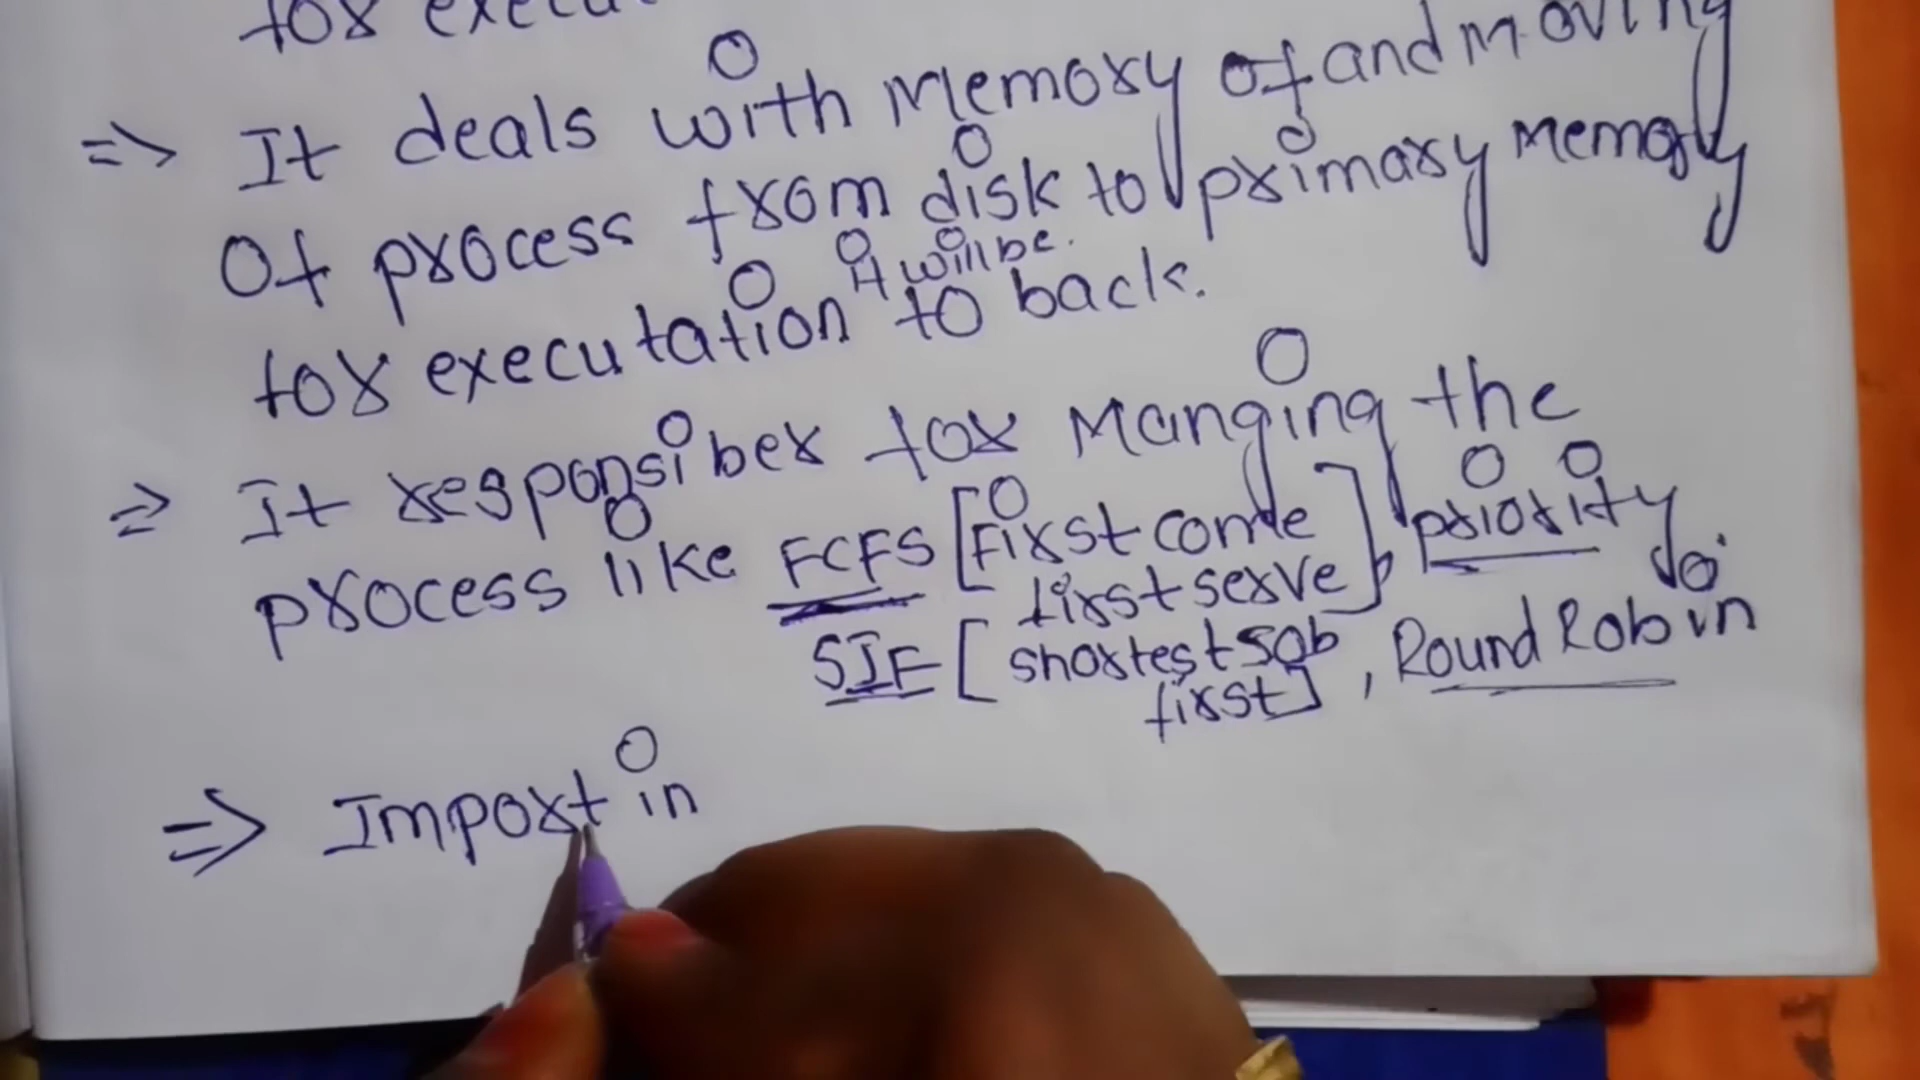 for execu
=> It deals with memory of and moving
Of process from disk to primary memory
for executation to back.
It will be
=> It responsiber for Manging the
process like FCFS [First come first serve], priority
SJF [shortest Job first], Round Robin
=> Import in